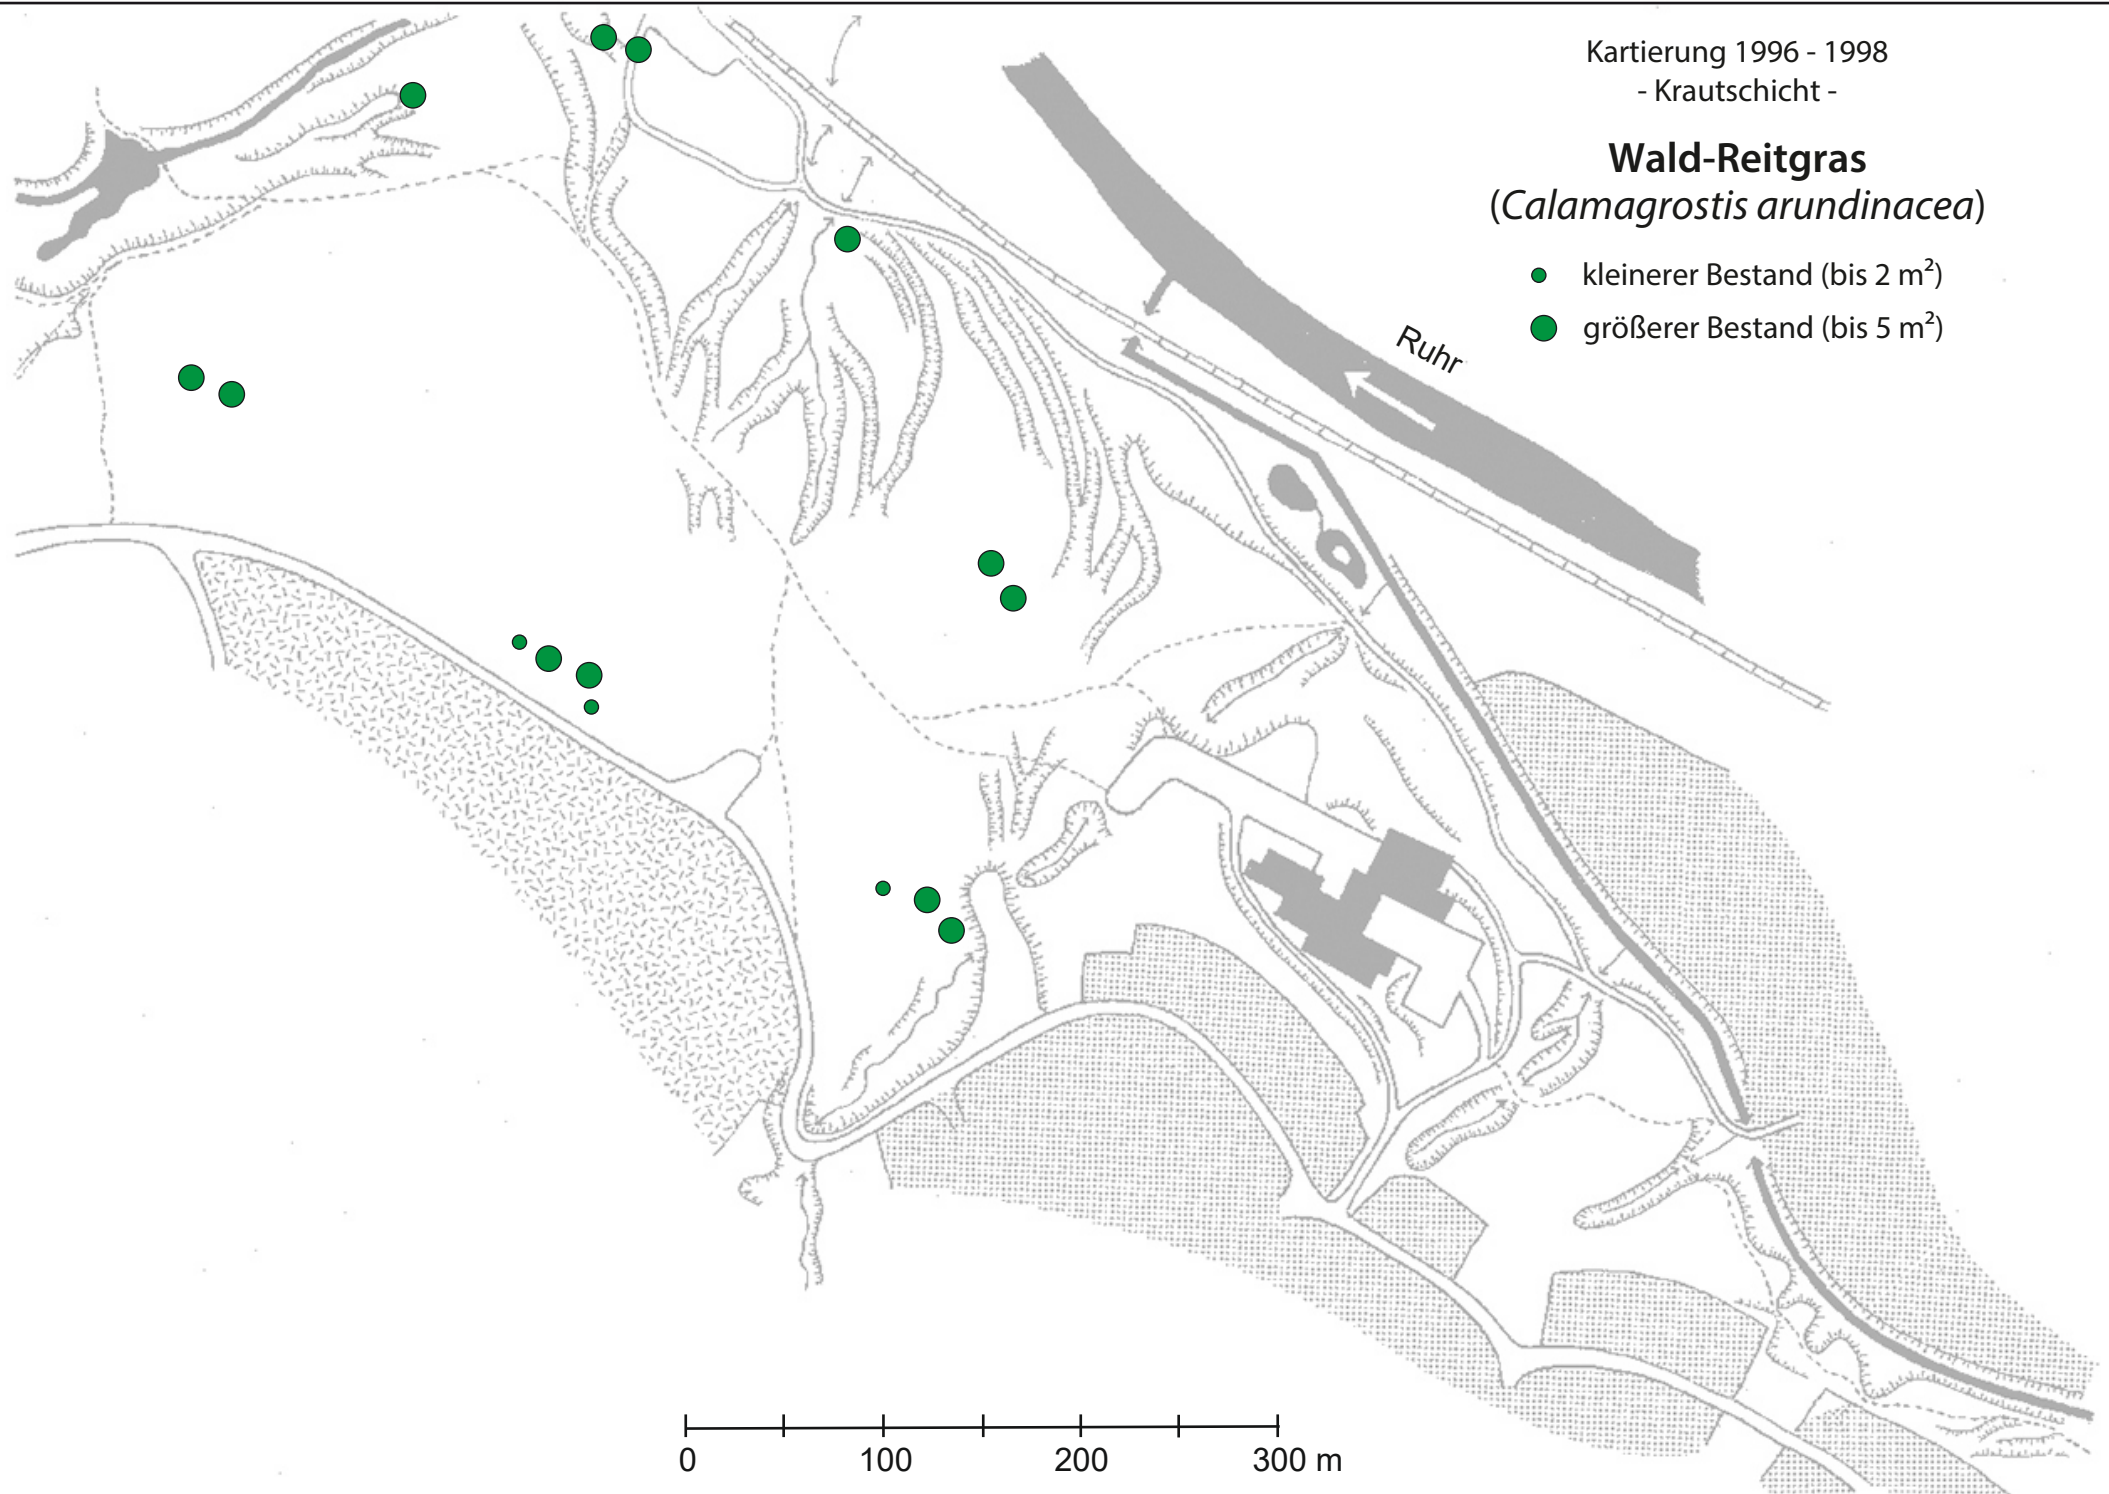 Kartierung 1996 - 1998
- Krautschicht -
Wald-Reitgras
(Calamagrostis arundinacea)
kleinerer Bestand (bis 2 m²)
größerer Bestand (bis 5 m²)
Ruhr
0 100 200 300 m